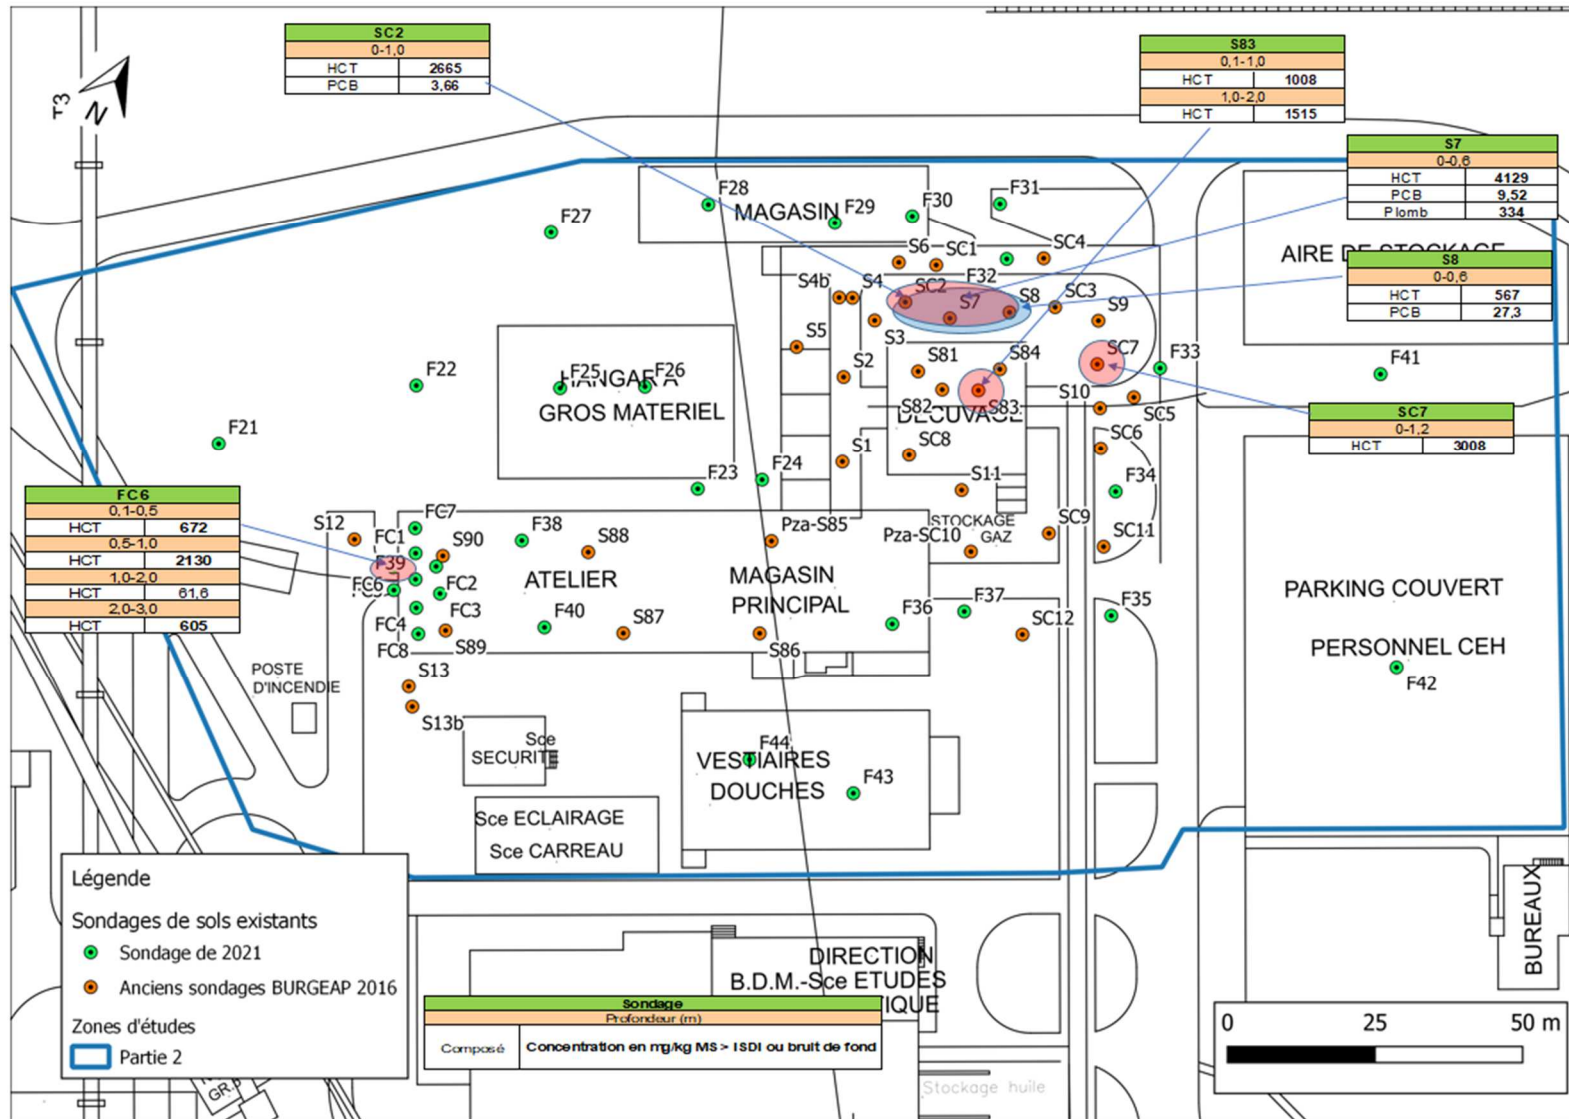 SC2
0-1,0
HCT 2665
PCB 3,66
S83
0,1-1,0
HCT 1008
1,0-2,0
HCT 1515
S7
0-0,6
HCT 4129
PCB 9,52
Plomb 334
T3
N
F28
F31
MAGASIN
F29
F30
F27
AIRE DE STOCKAGE
S8
0-0,6
HCT 567
PCB 27,3
S6
SC1
SC4
F32
S4b
S4
SC2
S7
S8
SC3
S9
S5
S3
S2
S81
S84
SC7
F33
F41
F22
F25
F26
HANGAR A
GROS MATERIEL
S82
S83
S10
SC5
DECUVAGE
SC7
0-1,2
HCT 3008
F21
S1
SC8
SC6
F23
F24
S11
F34
FC6
0,1-0,5
HCT 672
0,5-1,0
HCT 2130
1,0-2,0
HCT 61,6
2,0-3,0
HCT 605
S12
FC7
FC1
S90
F38
S88
Pza-S85
Pza-SC10
STOCKAGE
GAZ
SC9
SC11
F39
FC6
FC2
ATELIER
MAGASIN
PRINCIPAL
PARKING COUVERT
FC3
FC4
F40
S87
F36
F37
SC12
F35
FC8
S89
S86
PERSONNEL CEH
F42
POSTE
D'INCENDIE
S13
S13b
Sce
SECURITE
F44
VESTIAIRES
DOUCHES
F43
Sce ECLAIRAGE
Sce CARREAU
Légende
Sondages de sols existants
Sondage de 2021
Anciens sondages BURGEAP 2016
Zones d'études
Partie 2
GR.
DIRECTION
B.D.M.-Sce ETUDES
TIQUE
BUREAUX
Sondage
Profondeur (m)
Composé Concentration en mg/kg MS > ISDI ou bruit de fond
0 25 50 m
Stockage huile